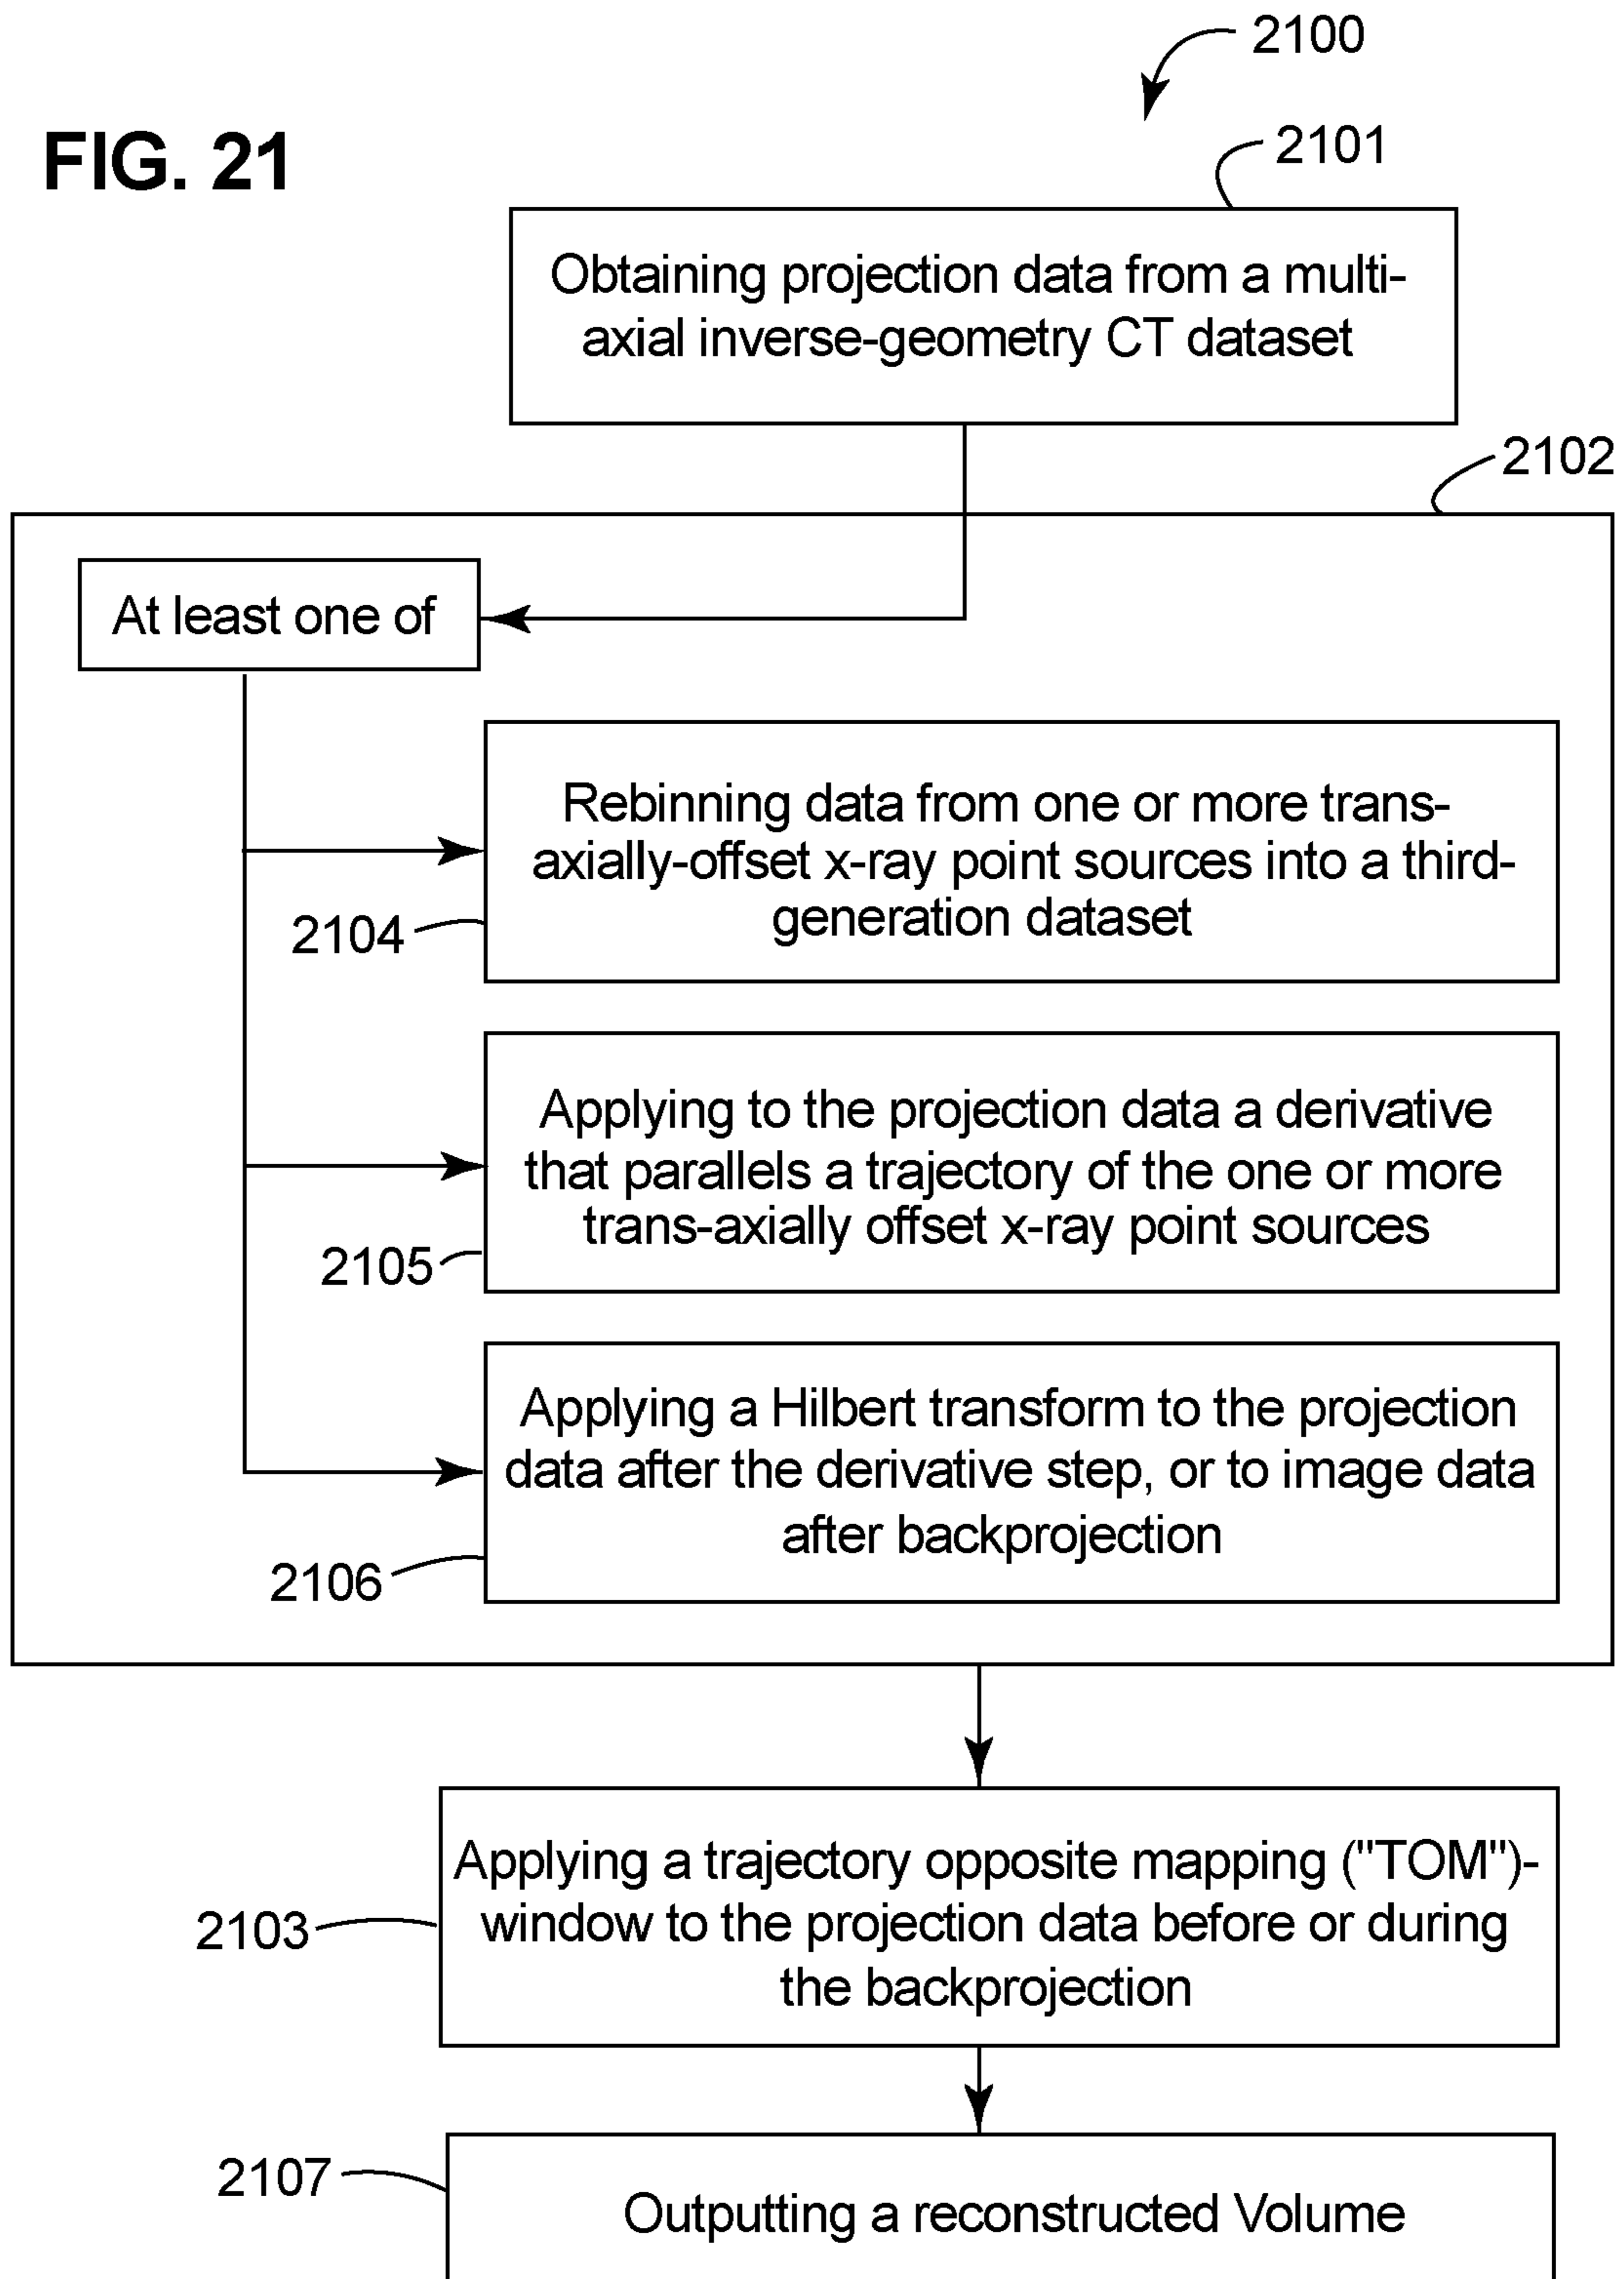 2100
FIG. 21
2101
Obtaining projection data from a multi-
axial inverse-geometry CT dataset
2102
At least one of
Rebinning data from one or more trans-
axially-offset x-ray point sources into a third-
generation dataset
2104
Applying to the projection data a derivative
that parallels a trajectory of the one or more
trans-axially offset x-ray point sources
2105
Applying a Hilbert transform to the projection
data after the derivative step, or to image data
after backprojection
2106
Applying a trajectory opposite mapping ("TOM")-
window to the projection data before or during
the backprojection
2103
2107
Outputting a reconstructed Volume